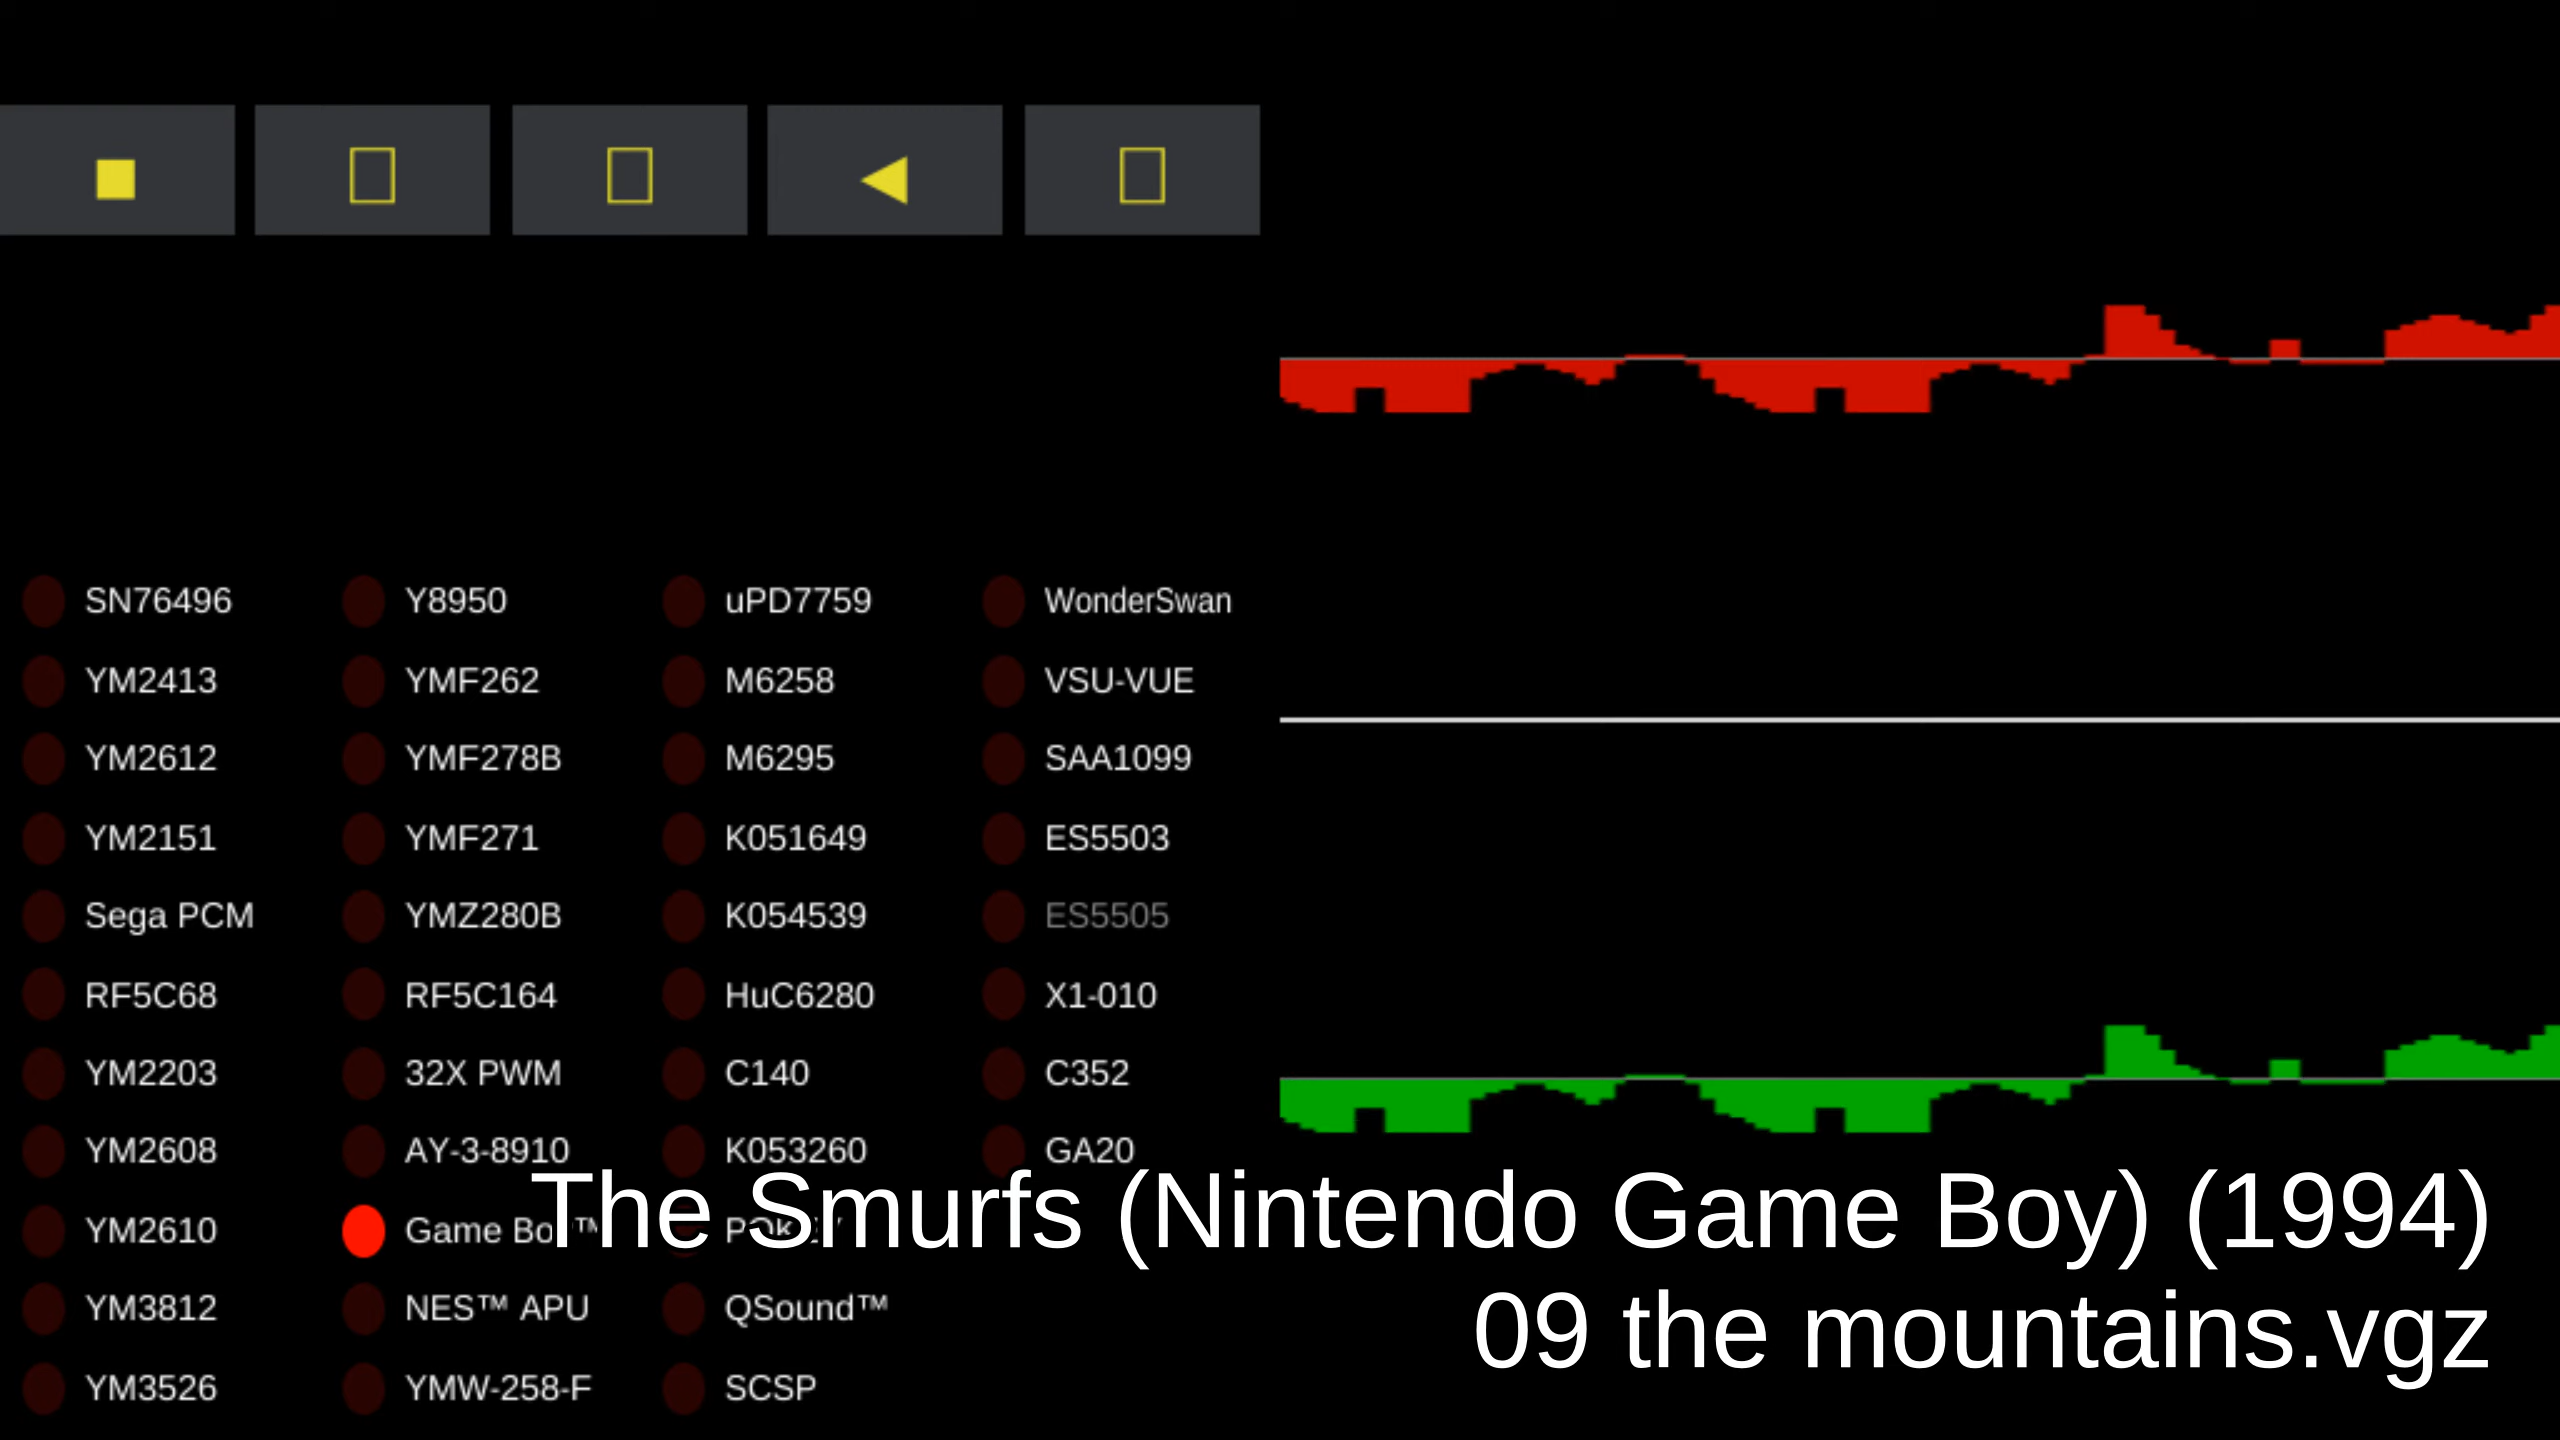 SN76496
Y8950
uPD7759
WonderSwan
YM2413
YMF262
M6258
VSU-VUE
YM2612
YMF278B
M6295
SAA1099
YM2151
YMF271
K051649
ES5503
Sega PCM
YMZ280B
K054539
ES5505
RF5C68
RF5C164
HuC6280
X1-010
YM2203
32X PWM
C140
C352
YM2608
AY-3-8910
K053260
GA20
YM2610
Game
The Smurfs (Nintendo Game Boy) (1994)
YM3812
NES™ APU
QSound™
09 the mountains.vgz
YM3526
YMW-258-F
SCSP